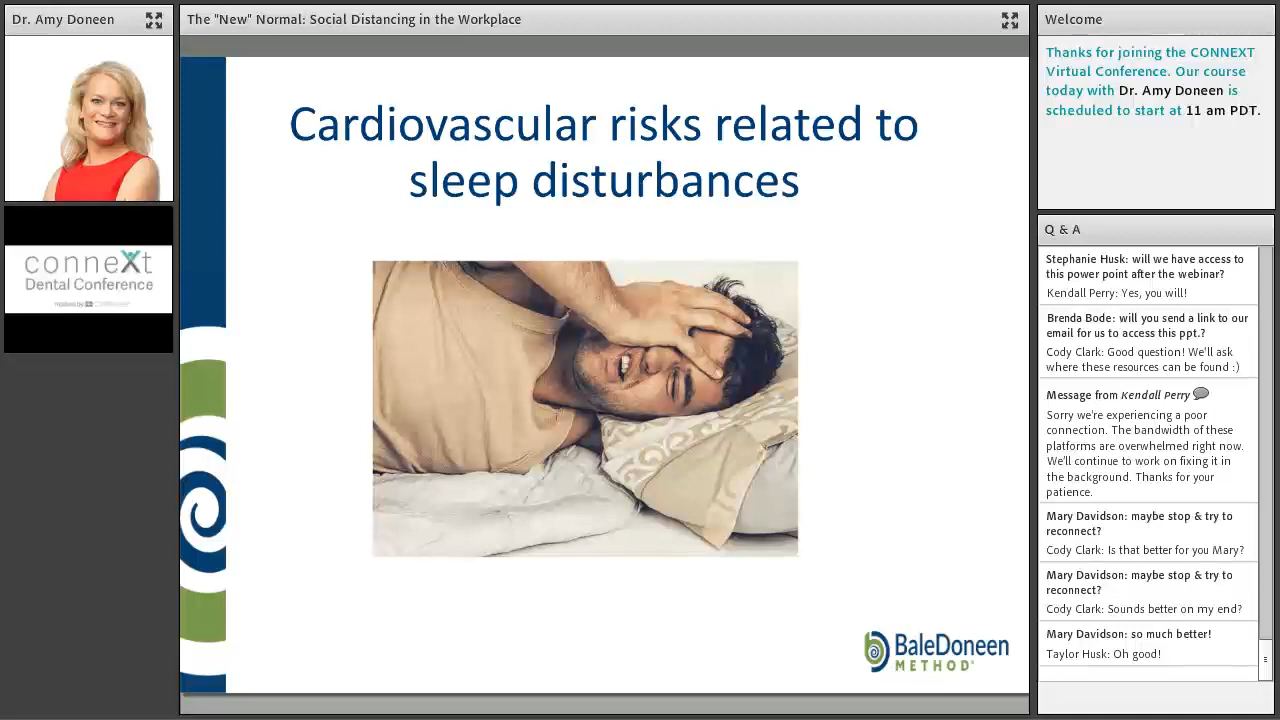 Dr. Amy Doneen
The "New" Normal: Social Distancing in the Workplace
Welcome
Thanks for joining the CONNEXT
Virtual Conference. Our course
today with Dr. Amy Doneen is
scheduled to start at 11 am PDT.
Cardiovascular risks related to
sleep disturbances
conneXt
Dental Conference
BaleDoneen
METHOD®
Q & A
Stephanie Husk: will we have access to
this power point after the webinar?
Kendall Perry: Yes, you will!
Brenda Bode: will you send a link to our
email for us to access this ppt.?
Cody Clark: Good question! We'll ask
where these resources can be found :)
Message from Kendall Perry
Sorry we're experiencing a poor
connection. The bandwidth of these
platforms are overwhelmed right now.
We'll continue to work on fixing it in
the background. Thanks for your
patience.
Mary Davidson: maybe stop & try to
reconnect?
Cody Clark: Is that better for you Mary?
Mary Davidson: maybe stop & try to
reconnect?
Cody Clark: Sounds better on my end?
Mary Davidson: so much better!
Taylor Husk: Oh good!